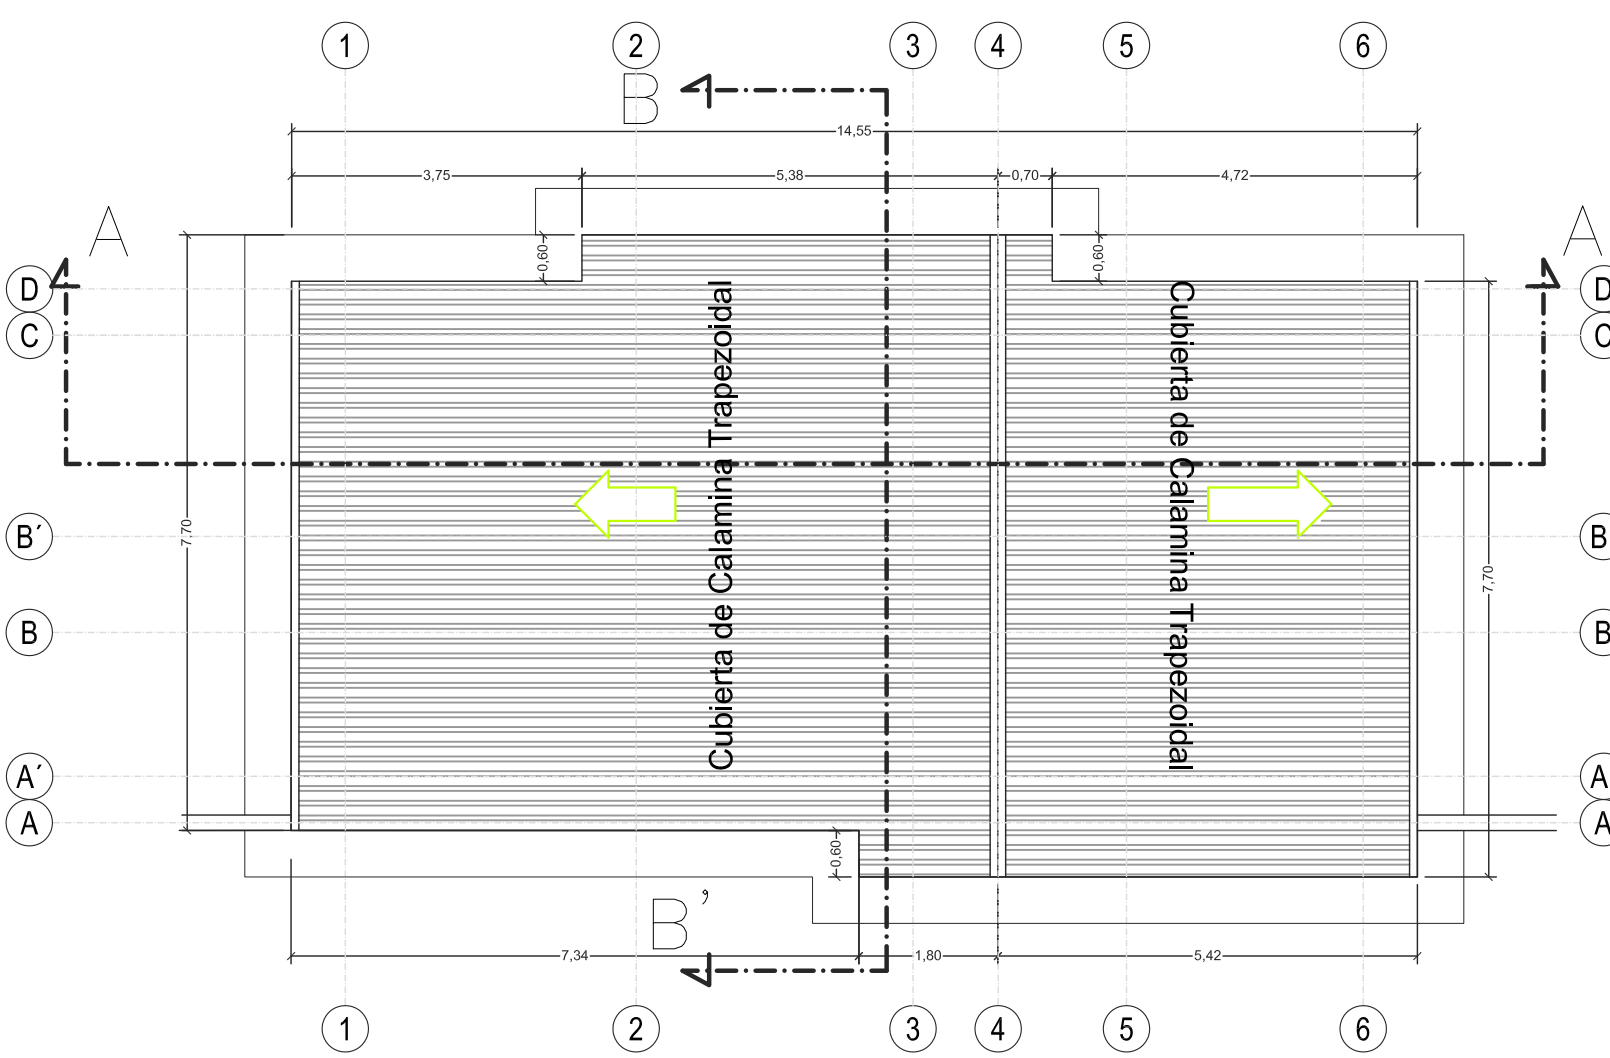 1 2 3 4 5 6
B
14,55
3,75 5,38 0,70 4,72
A A
0,60 0,60
D D
C C
Cubierta de Calamina Trapezoidal
Cubierta de Calamina Trapezoidal
B´ B
7,70
7,70
B B
A´ A
A A
0,60
B’
7,34 1,80 5,42
1 2 3 4 5 6